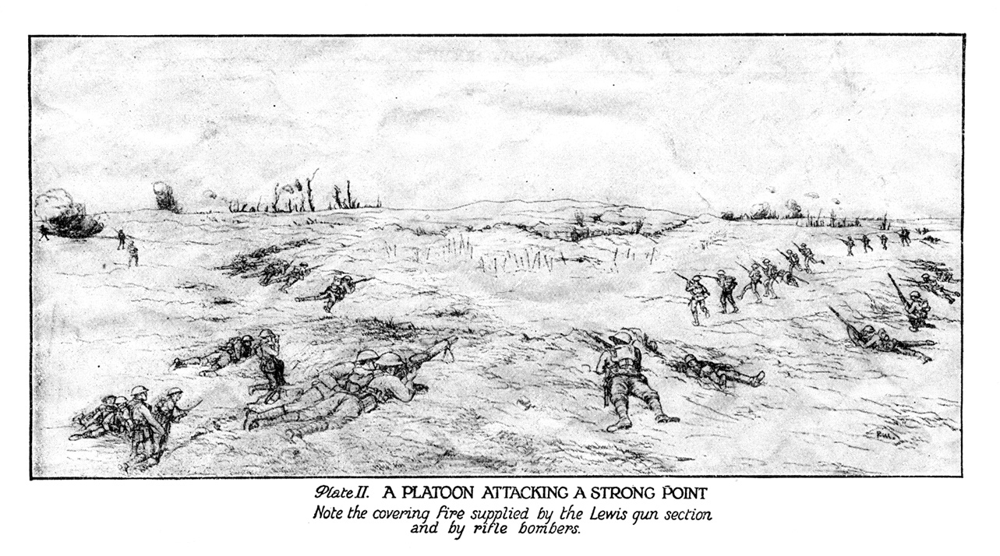 Plate II. A PLATOON ATTACKING A STRONG POINT
Note the covering fire supplied by the Lewis gun section
and by rifle bombers.